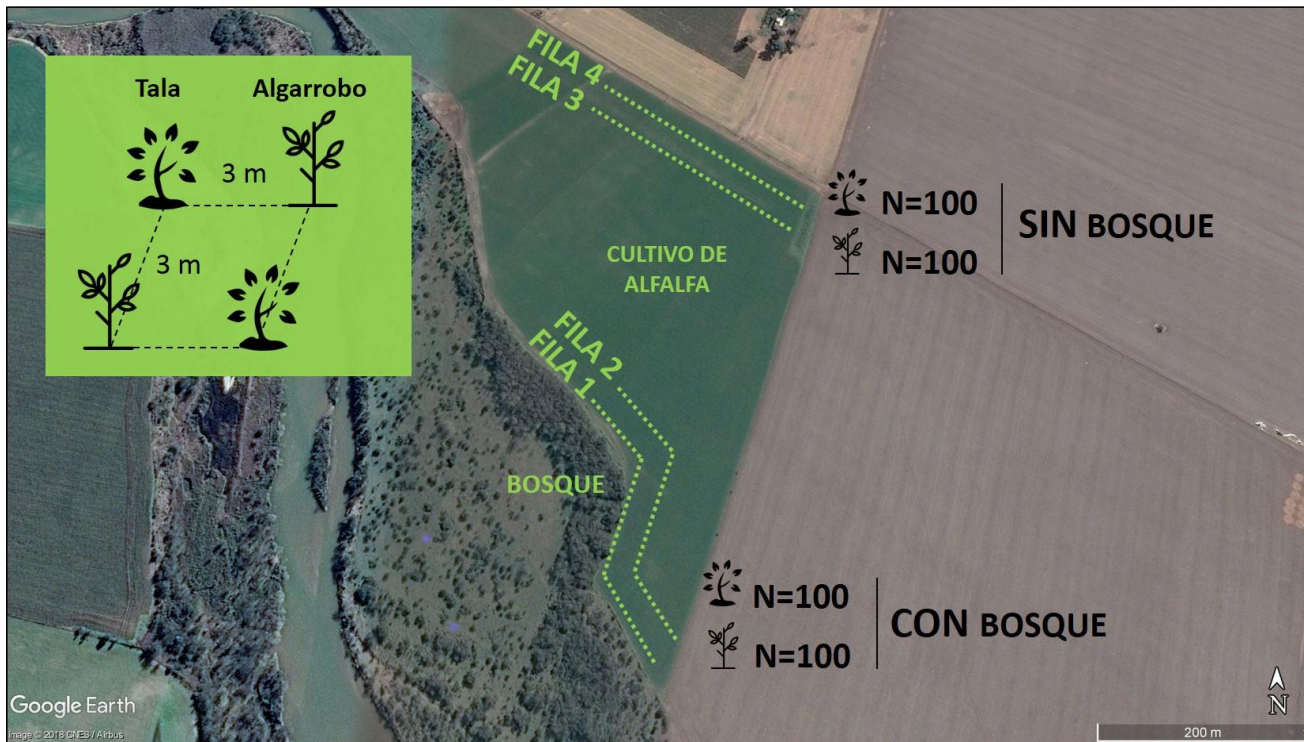 Tala
Algarrobo
3 m
3 m
FILA 4
FILA 3
N=100
N=100
SIN BOSQUE
CULTIVO DE
ALFALFA
FILA 2
FILA 1
BOSQUE
N=100
N=100
CON BOSQUE
Google Earth
Image © 2018 CNES / Airbus
N
200 m